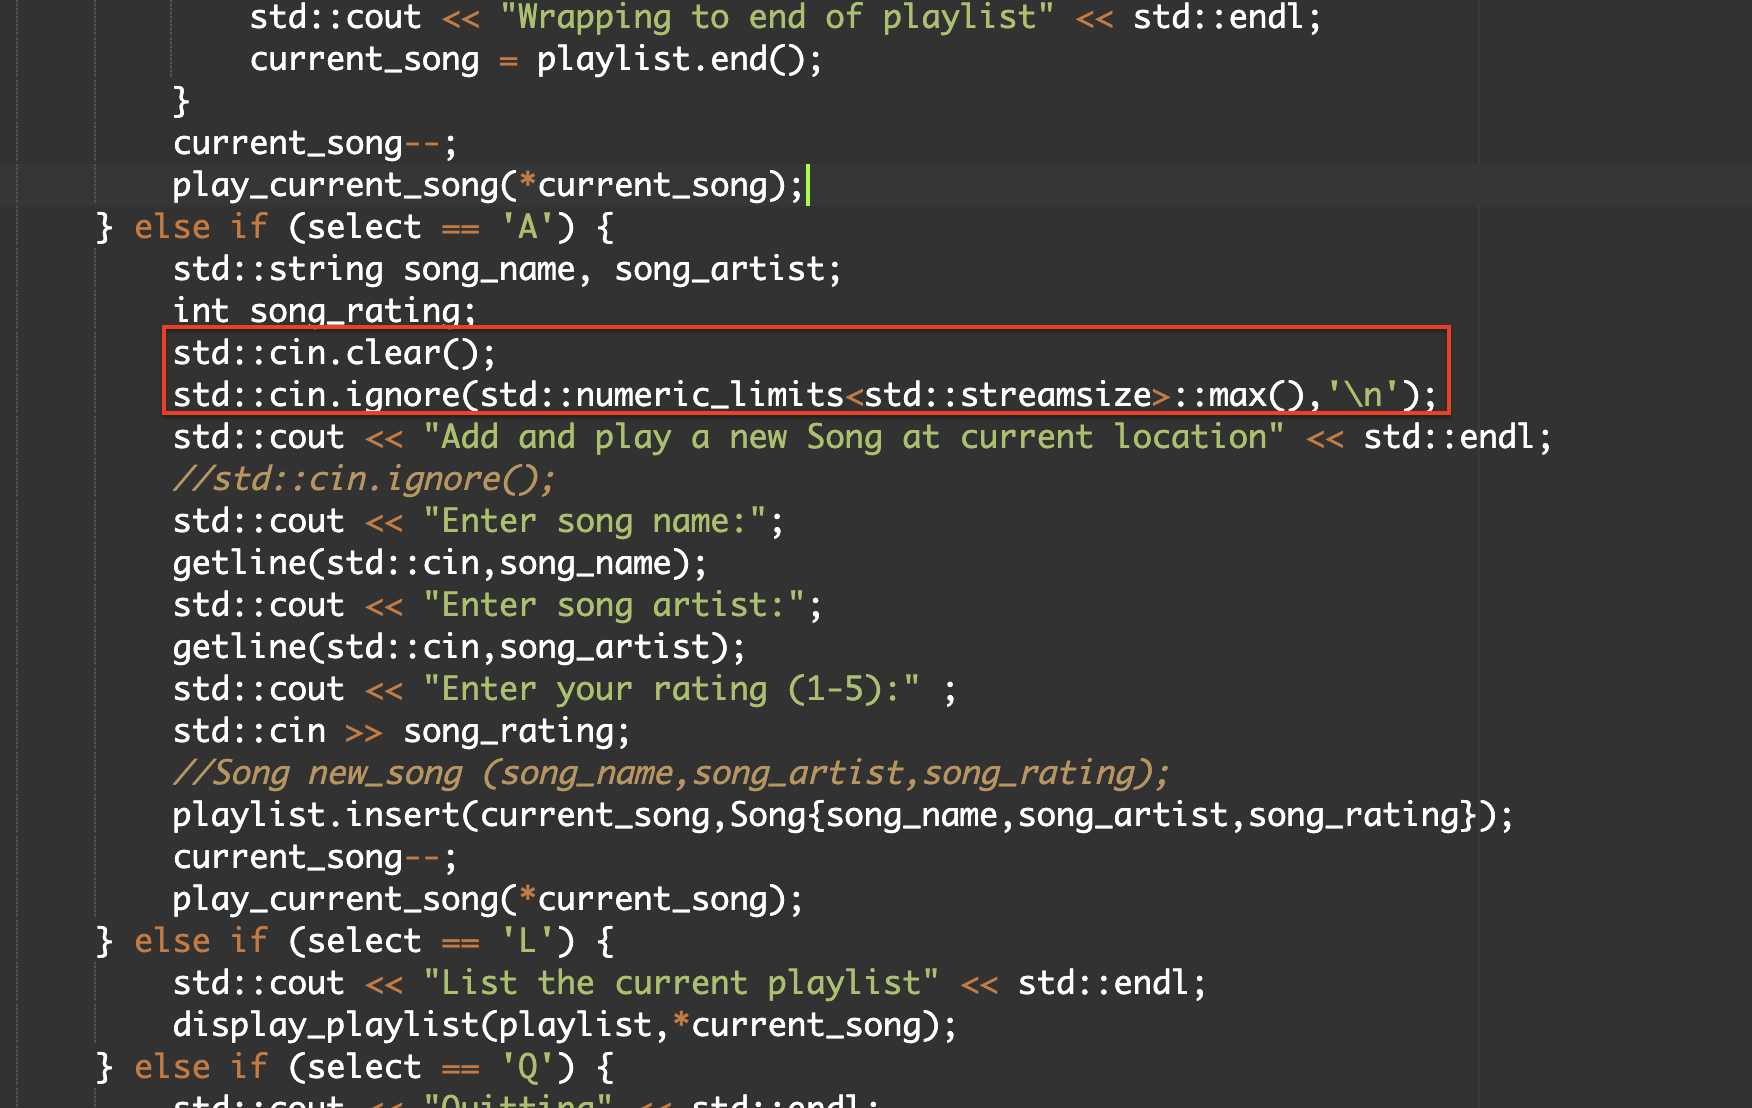 std::cout << "Wrapping to end of playlist" << std::endl;
current_song = playlist.end();
}
current_song--;
play_current_song(*current_song);
} else if (select == 'A') {
std::string song_name, song_artist;
int song_rating;
std::cin.clear();
std::cin.ignore(std::numeric_limits<std::streamsize>::max(),'\n');
std::cout << "Add and play a new Song at current location" << std::endl;
//std::cin.ignore();
std::cout << "Enter song name:";
getline(std::cin,song_name);
std::cout << "Enter song artist:";
getline(std::cin,song_artist);
std::cout << "Enter your rating (1-5):" ;
std::cin >> song_rating;
//Song new_song (song_name,song_artist,song_rating);
playlist.insert(current_song,Song{song_name,song_artist,song_rating});
current_song--;
play_current_song(*current_song);
} else if (select == 'L') {
std::cout << "List the current playlist" << std::endl;
display_playlist(playlist,*current_song);
} else if (select == 'Q') {
std::cout << "Quitting" << std::endl;